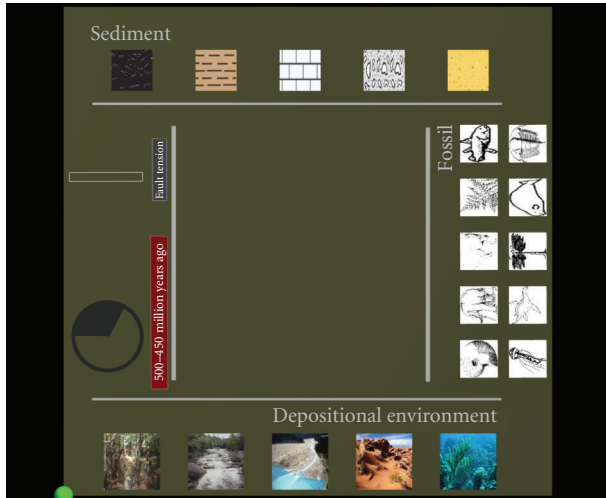 Sediment
Fossil
Fault tension
500–450 million years ago
Depositional environment